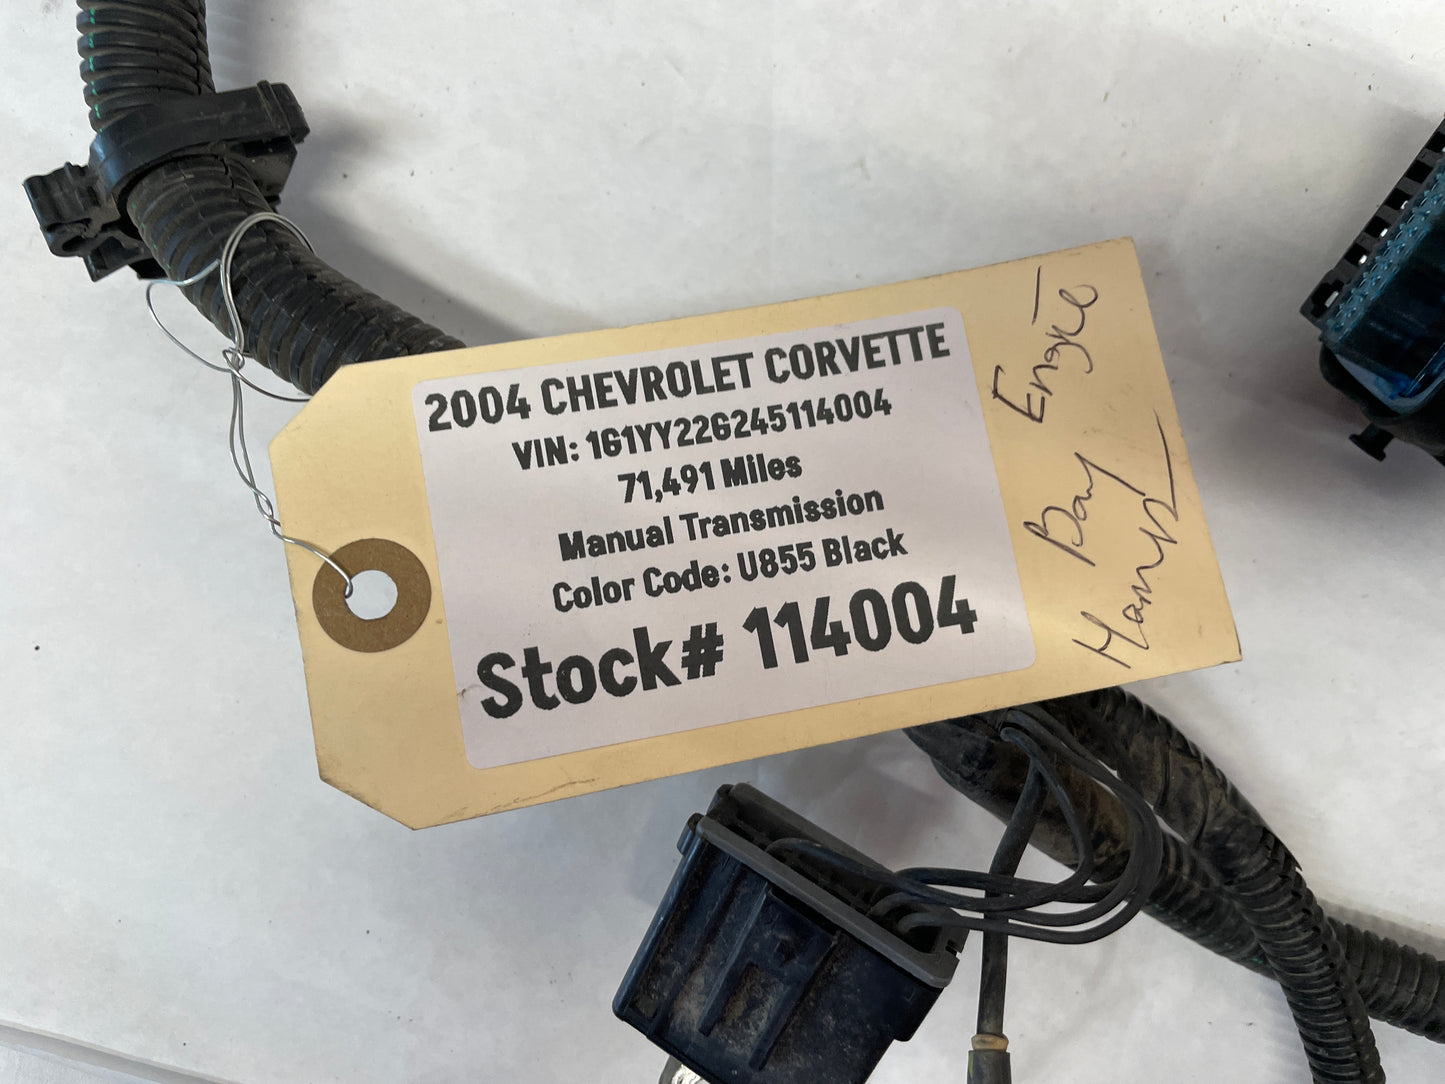 2004 CHEVROLET CORVETTE
VIN: 1G1YY22G245114004
71,491 Miles
Manual Transmission
Color Code: U855 Black
Stock# 114004
Engine
Bay
Harness